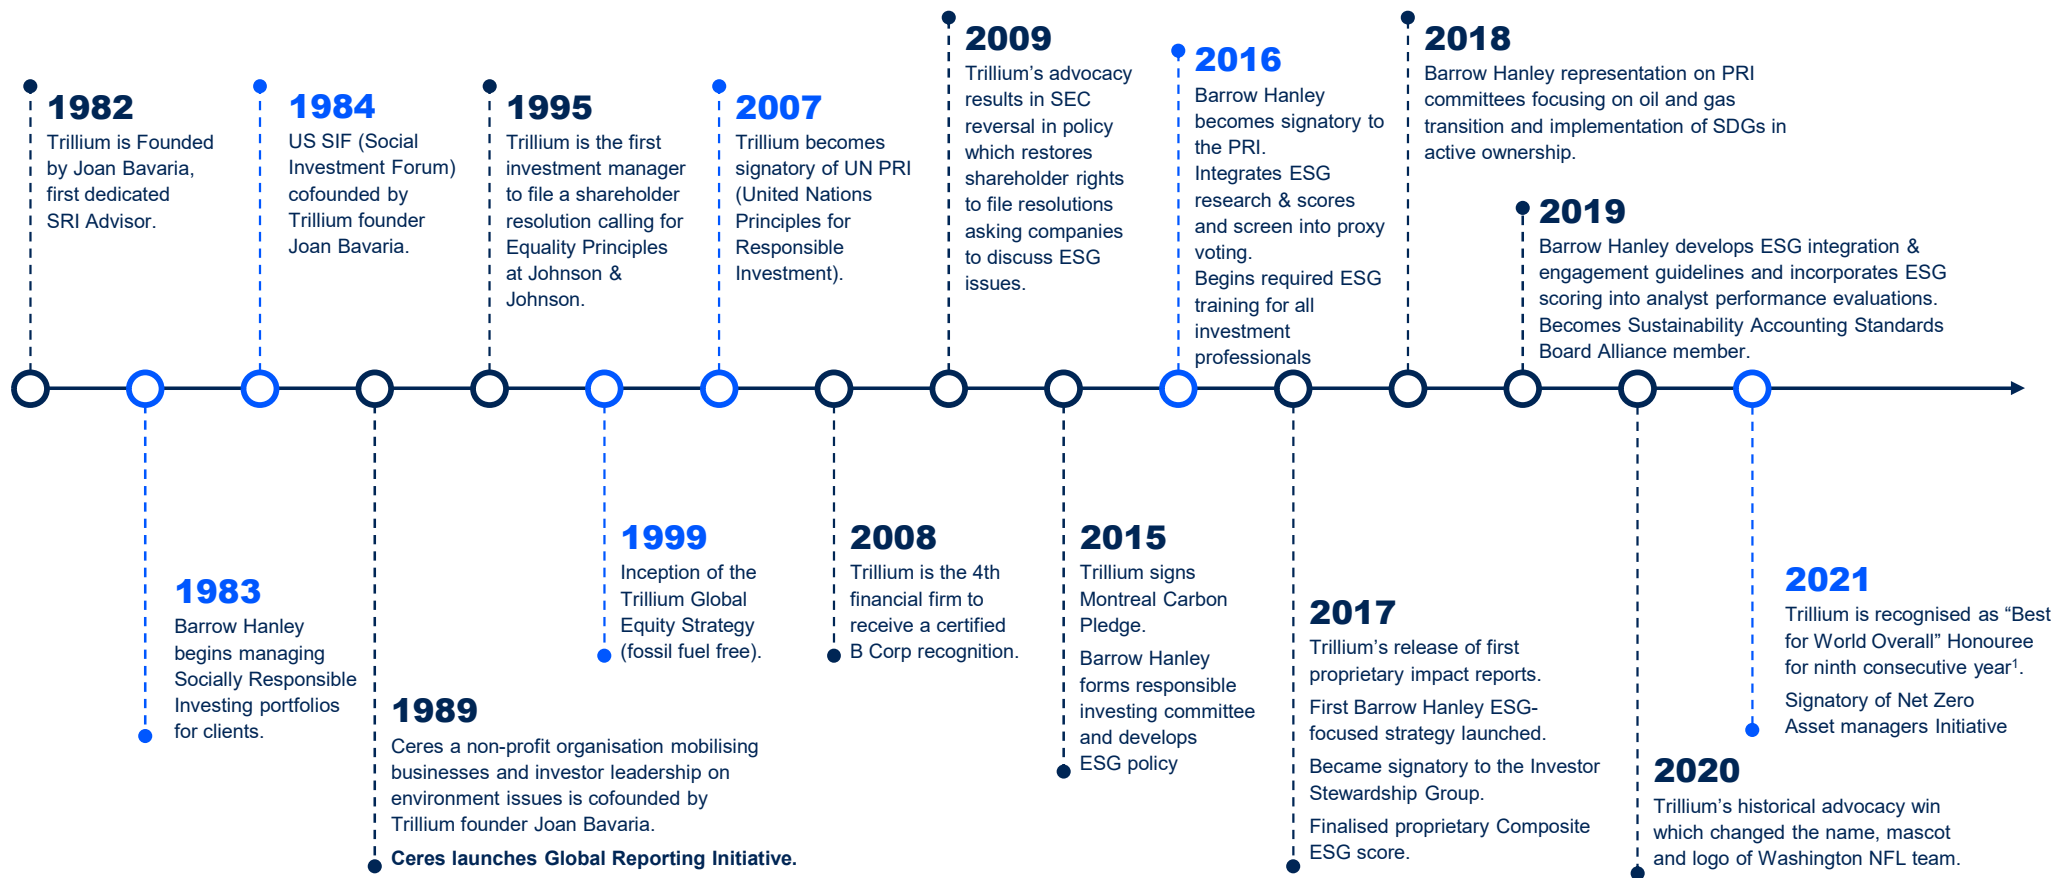 1982
Trillium is Founded
by Joan Bavaria,
first dedicated
SRI Advisor.
1983
Barrow Hanley
begins managing
Socially Responsible
Investing portfolios
for clients.
1984
US SIF (Social
Investment Forum)
cofounded by
Trillium founder
Joan Bavaria.
1989
Ceres a non-profit organisation mobilising
businesses and investor leadership on
environment issues is cofounded by
Trillium founder Joan Bavaria.
Ceres launches Global Reporting Initiative.
1995
Trillium is the first
investment manager
to file a shareholder
resolution calling for
Equality Principles
at Johnson &
Johnson.
1999
Inception of the
Trillium Global
Equity Strategy
(fossil fuel free).
2007
Trillium becomes
signatory of UN PRI
(United Nations
Principles for
Responsible
Investment).
2008
Trillium is the 4th
financial firm to
receive a certified
B Corp recognition.
2009
Trillium’s advocacy
results in SEC
reversal in policy
which restores
shareholder rights
to file resolutions
asking companies
to discuss ESG
issues.
2015
Trillium signs
Montreal Carbon
Pledge.
Barrow Hanley
forms responsible
investing committee
and develops
ESG policy
2016
Barrow Hanley
becomes signatory to
the PRI.
Integrates ESG
research & scores
and screen into proxy
voting.
Begins required ESG
training for all
investment
professionals
2017
Trillium’s release of first
proprietary impact reports.
First Barrow Hanley ESG-
focused strategy launched.
Became signatory to the Investor
Stewardship Group.
Finalised proprietary Composite
ESG score.
2018
Barrow Hanley representation on PRI
committees focusing on oil and gas
transition and implementation of SDGs in
active ownership.
2019
Barrow Hanley develops ESG integration &
engagement guidelines and incorporates ESG
scoring into analyst performance evaluations.
Becomes Sustainability Accounting Standards
Board Alliance member.
2020
Trillium’s historical advocacy win
which changed the name, mascot
and logo of Washington NFL team.
2021
Trillium is recognised as “Best
for World Overall” Honouree
for ninth consecutive year¹.
Signatory of Net Zero
Asset managers Initiative